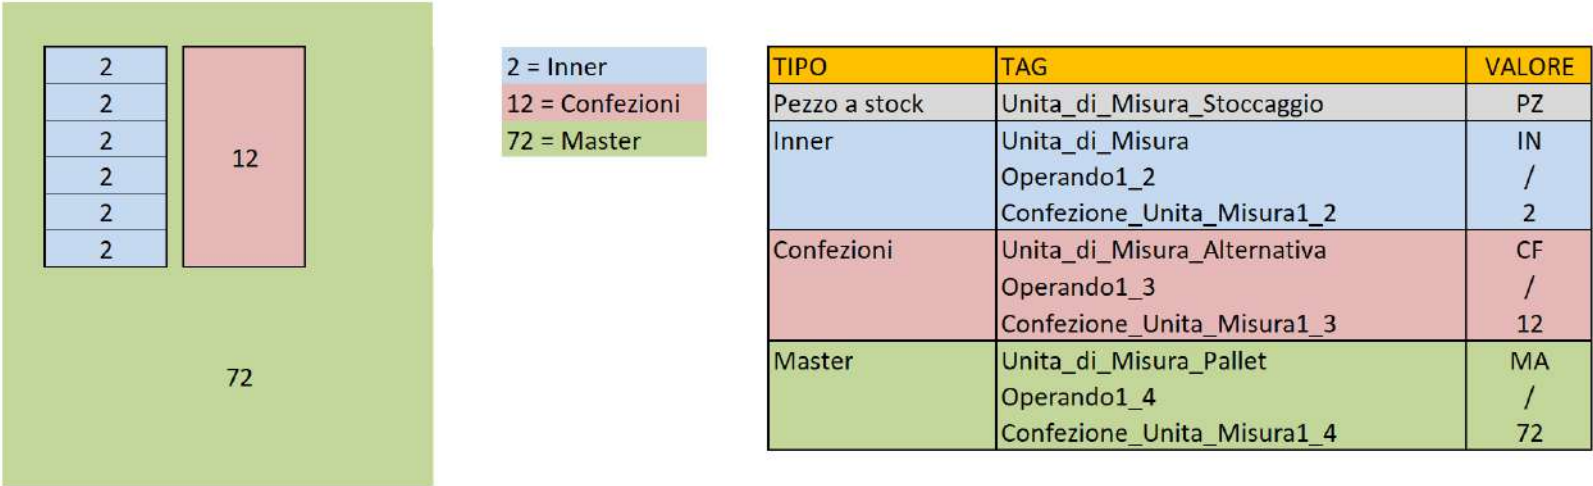 2
2
2
2
2
2
12
72
2 = Inner
12 = Confezioni
72 = Master
TIPO TAG VALORE
Pezzo a stock Unita_di_Misura_Stoccaggio PZ
Inner Unita_di_Misura IN
Operando1_2 /
Confezione_Unita_Misura1_2 2
Confezioni Unita_di_Misura_Alternativa CF
Operando1_3 /
Confezione_Unita_Misura1_3 12
Master Unita_di_Misura_Pallet MA
Operando1_4 /
Confezione_Unita_Misura1_4 72